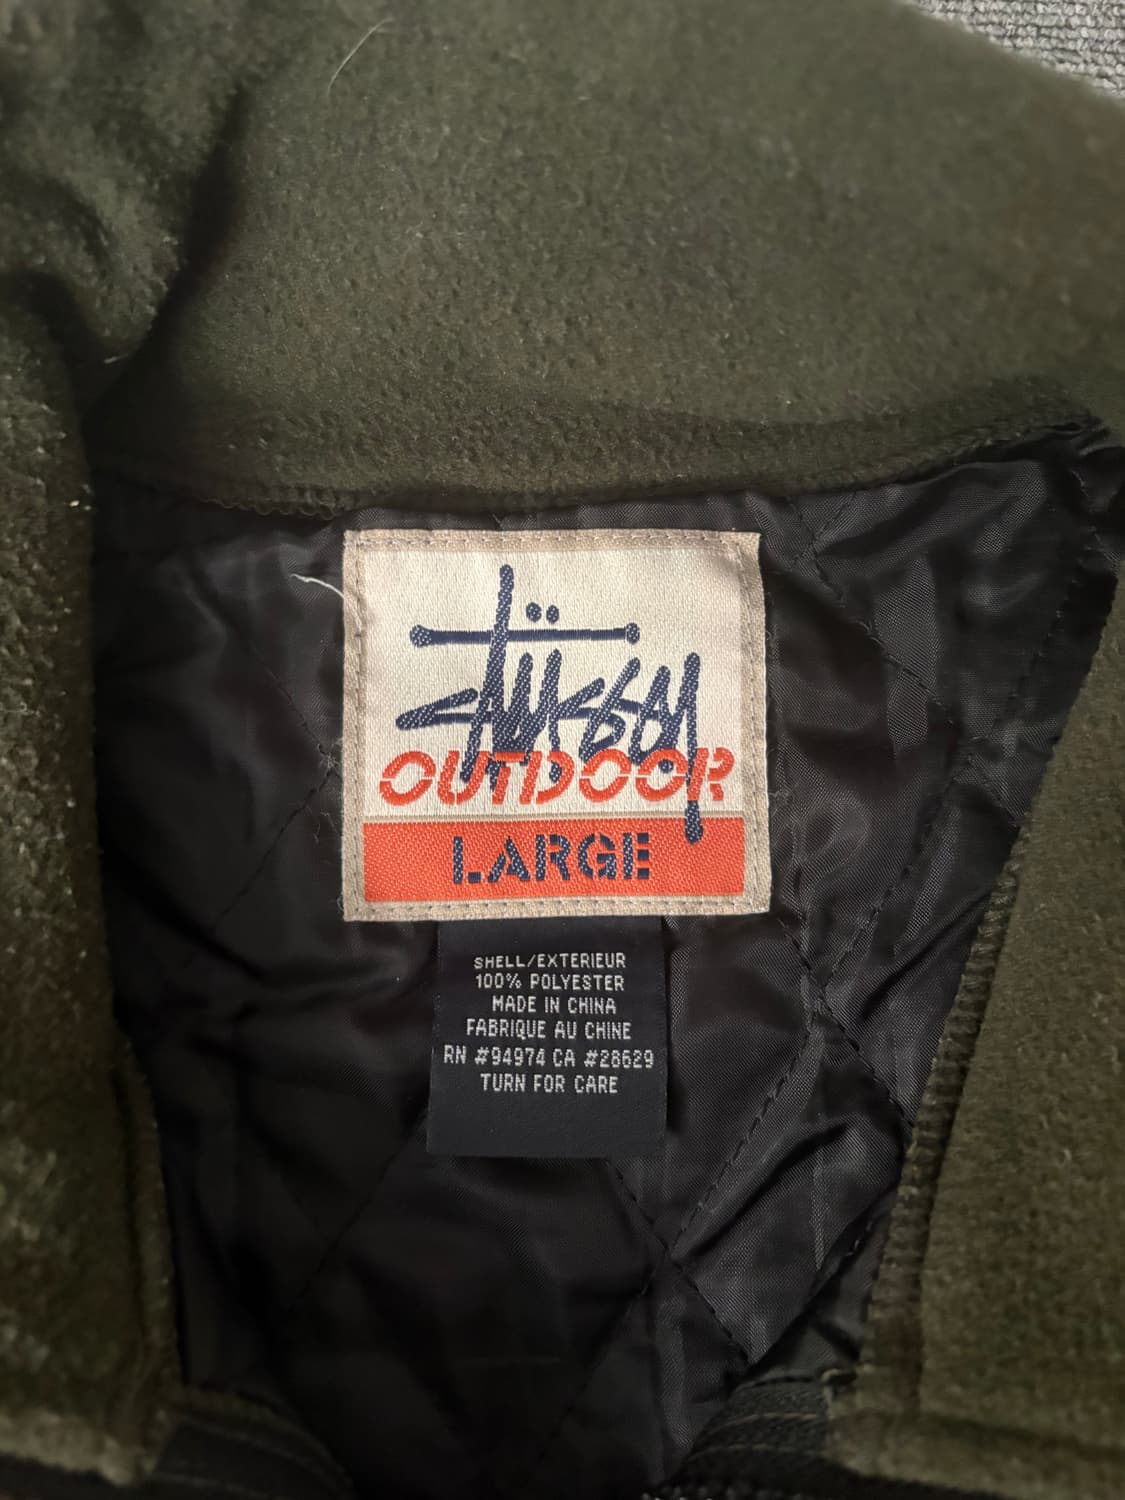 Stüssy
OUTDOOR
LARGE
SHELL/EXTERIEUR
100% POLYESTER
MADE IN CHINA
FABRIQUE AU CHINE
RN #94974 CA #28629
TURN FOR CARE